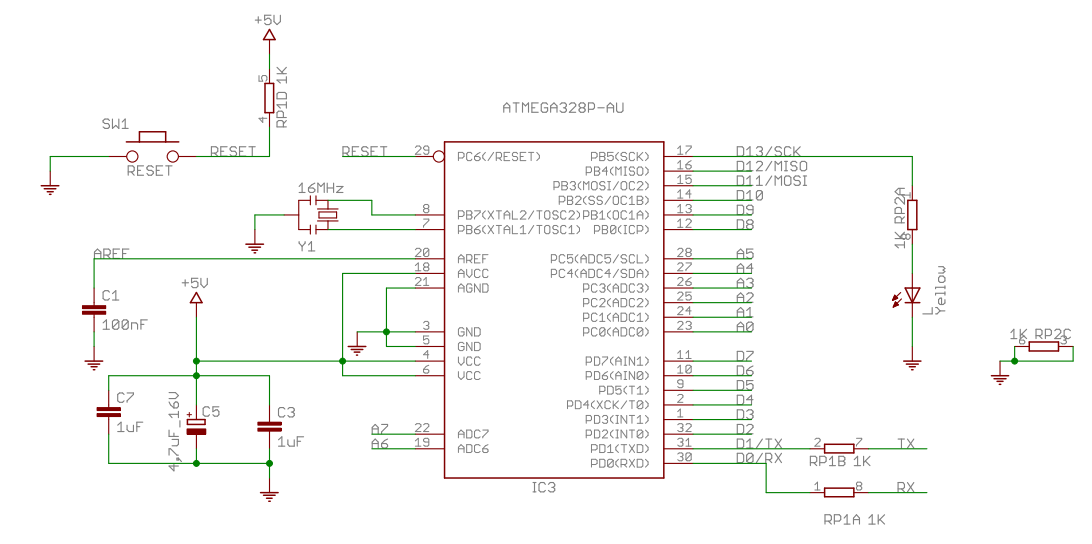 +5V
5
RP1D 1K
4
ATMEGA328P-AU
SW1
RESET
RESET
RESET
29
PC6(/RESET)
PB5(SCK)
17
D13/SCK
PB4(MISO)
16
D12/MISO
PB3(MOSI/OC2)
15
D11/MOSI
PB2(SS/OC1B)
14
D10
16MHz
8
PB7(XTAL2/TOSC2)
PB1(OC1A)
13
D9
Y1
7
PB6(XTAL1/TOSC1)
PB0(ICP)
12
D8
1K RP2A
1
8
AREF
20
AREF
PC5(ADC5/SCL)
28
A5
18
AVCC
PC4(ADC4/SDA)
27
A4
21
AGND
PC3(ADC3)
26
A3
PC2(ADC2)
25
A2
PC1(ADC1)
24
A1
PC0(ADC0)
23
A0
+5V
C1
100nF
L
Yellow
3
GND
5
GND
4
VCC
6
VCC
PD7(AIN1)
11
D7
PD6(AIN0)
10
D6
PD5(T1)
9
D5
PD4(XCK/T0)
2
D4
PD3(INT1)
1
D3
PD2(INT0)
32
D2
PD1(TXD)
31
D1/TX
PD0(RXD)
30
D0/RX
1K RP2C
6
3
C7
1uF
4,7uF_16V
+
C5
C3
1uF
A7
22
ADC7
A6
19
ADC6
2
7
TX
RP1B 1K
1
8
RX
RP1A 1K
IC3